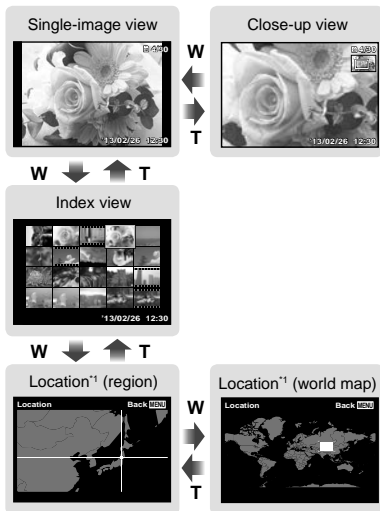 Single-image view
4/30
'13/02/26 12:30
W
T
Close-up view
4/30
'13/02/26 12:30
W T
Index view
'13/02/26 12:30
W T
Location*1 (region)
Location Back MENU
W
T
Location*1 (world map)
Location Back MENU